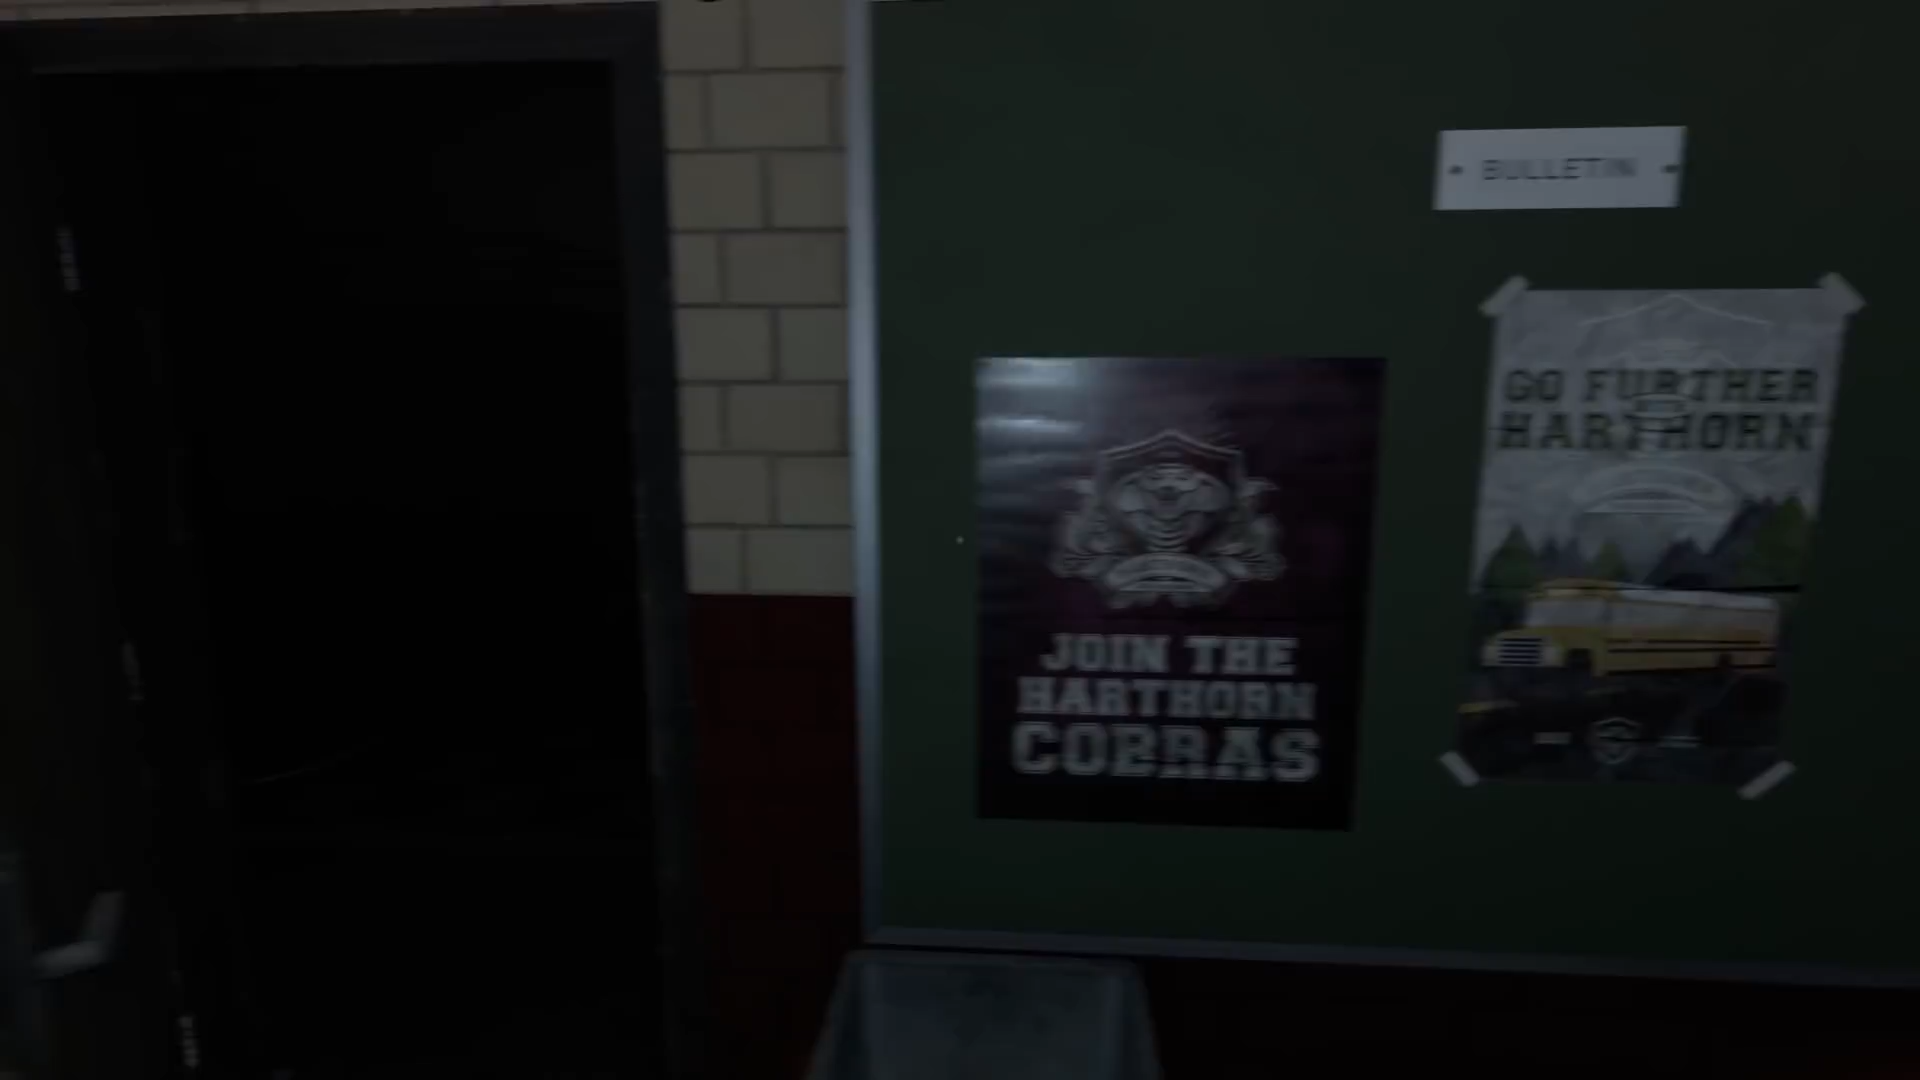 BULLETIN
GO FURTHER
HARTHORN
JOIN THE
HARTHORN
COBRAS